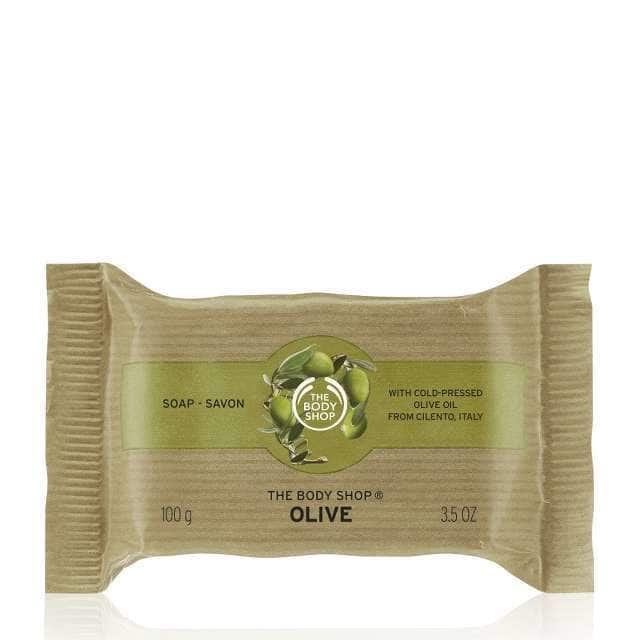 SOAP - SAVON
THE
BODY
SHOP
WITH COLD-PRESSED
OLIVE OIL
FROM CILENTO, ITALY
THE BODY SHOP®
OLIVE
100 g
3.5 OZ